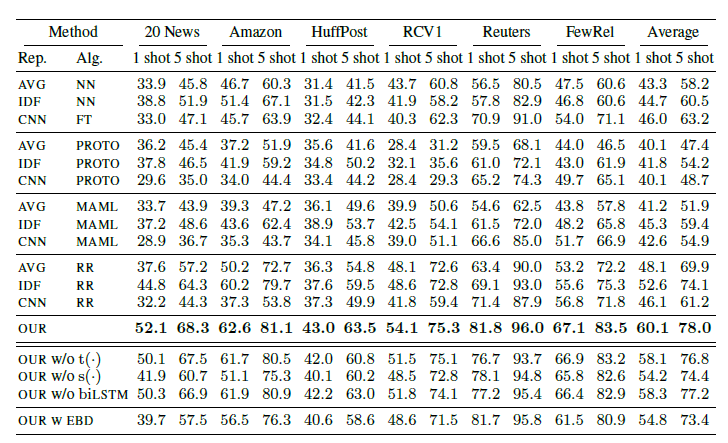 Method 20 News Amazon HuffPost RCV1 Reuters FewRel Average
Rep. Alg. 1 shot 5 shot 1 shot 5 shot 1 shot 5 shot 1 shot 5 shot 1 shot 5 shot 1 shot 5 shot 1 shot 5 shot
AVG NN 33.9 45.8 46.7 60.3 31.4 41.5 43.7 60.8 56.5 80.5 47.5 60.6 43.3 58.2
IDF NN 38.8 51.9 51.4 67.1 31.5 42.3 41.9 58.2 57.8 82.9 46.8 60.6 44.7 60.5
CNN FT 33.0 47.1 45.7 63.9 32.4 44.1 40.3 62.3 70.9 91.0 54.0 71.1 46.0 63.2
AVG PROTO 36.2 45.4 37.2 51.9 35.6 41.6 28.4 31.2 59.5 68.1 44.0 46.5 40.1 47.4
IDF PROTO 37.8 46.5 41.9 59.2 34.8 50.2 32.1 35.6 61.0 72.1 43.0 61.9 41.8 54.2
CNN PROTO 29.6 35.0 34.0 44.4 33.4 44.2 28.4 29.3 65.2 74.3 49.7 65.1 40.1 48.7
AVG MAML 33.7 43.9 39.3 47.2 36.1 49.6 39.9 50.6 54.6 62.5 43.8 57.8 41.2 51.9
IDF MAML 37.2 48.6 43.6 62.4 38.9 53.7 42.5 54.1 61.5 72.0 48.2 65.8 45.3 59.4
CNN MAML 28.9 36.7 35.3 43.7 34.1 45.8 39.0 51.1 66.6 85.0 51.7 66.9 42.6 54.9
AVG RR 37.6 57.2 50.2 72.7 36.3 54.8 48.1 72.6 63.4 90.0 53.2 72.2 48.1 69.9
IDF RR 44.8 64.3 60.2 79.7 37.6 59.5 48.6 72.8 69.1 93.0 55.6 75.3 52.6 74.1
CNN RR 32.2 44.3 37.3 53.8 37.3 49.9 41.8 59.4 71.4 87.9 56.8 71.8 46.1 61.2
OUR 52.1 68.3 62.6 81.1 43.0 63.5 54.1 75.3 81.8 96.0 67.1 83.5 60.1 78.0
OUR w/o t(·) 50.1 67.5 61.7 80.5 42.0 60.8 51.5 75.1 76.7 93.7 66.9 83.2 58.1 76.8
OUR w/o s(·) 41.9 60.7 51.1 75.3 40.1 60.2 48.5 72.8 78.1 94.8 65.8 82.6 54.2 74.4
OUR w/o biLSTM 50.3 66.9 61.9 80.9 42.2 63.0 51.8 74.1 77.2 95.4 66.4 82.9 58.3 77.2
OUR W EBD 39.7 57.5 56.5 76.3 40.6 58.6 48.6 71.5 81.7 95.8 61.5 80.9 54.8 73.4